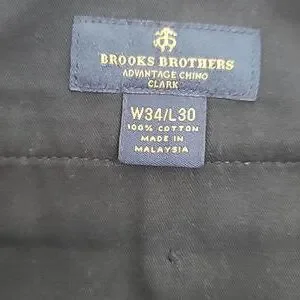 BROOKS BROTHERS
ADVANTAGE CHINO
CLARK
W34/L30
100% COTTON
MADE IN
MALAYSIA